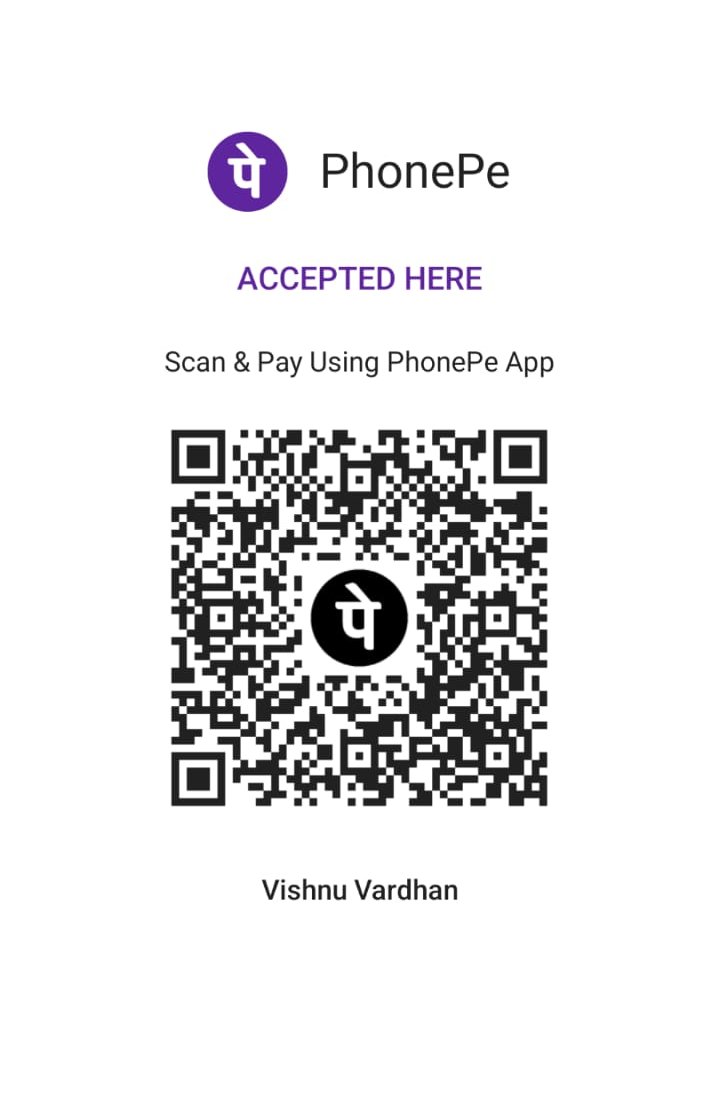 पे PhonePe
ACCEPTED HERE
Scan & Pay Using PhonePe App
पे
Vishnu Vardhan